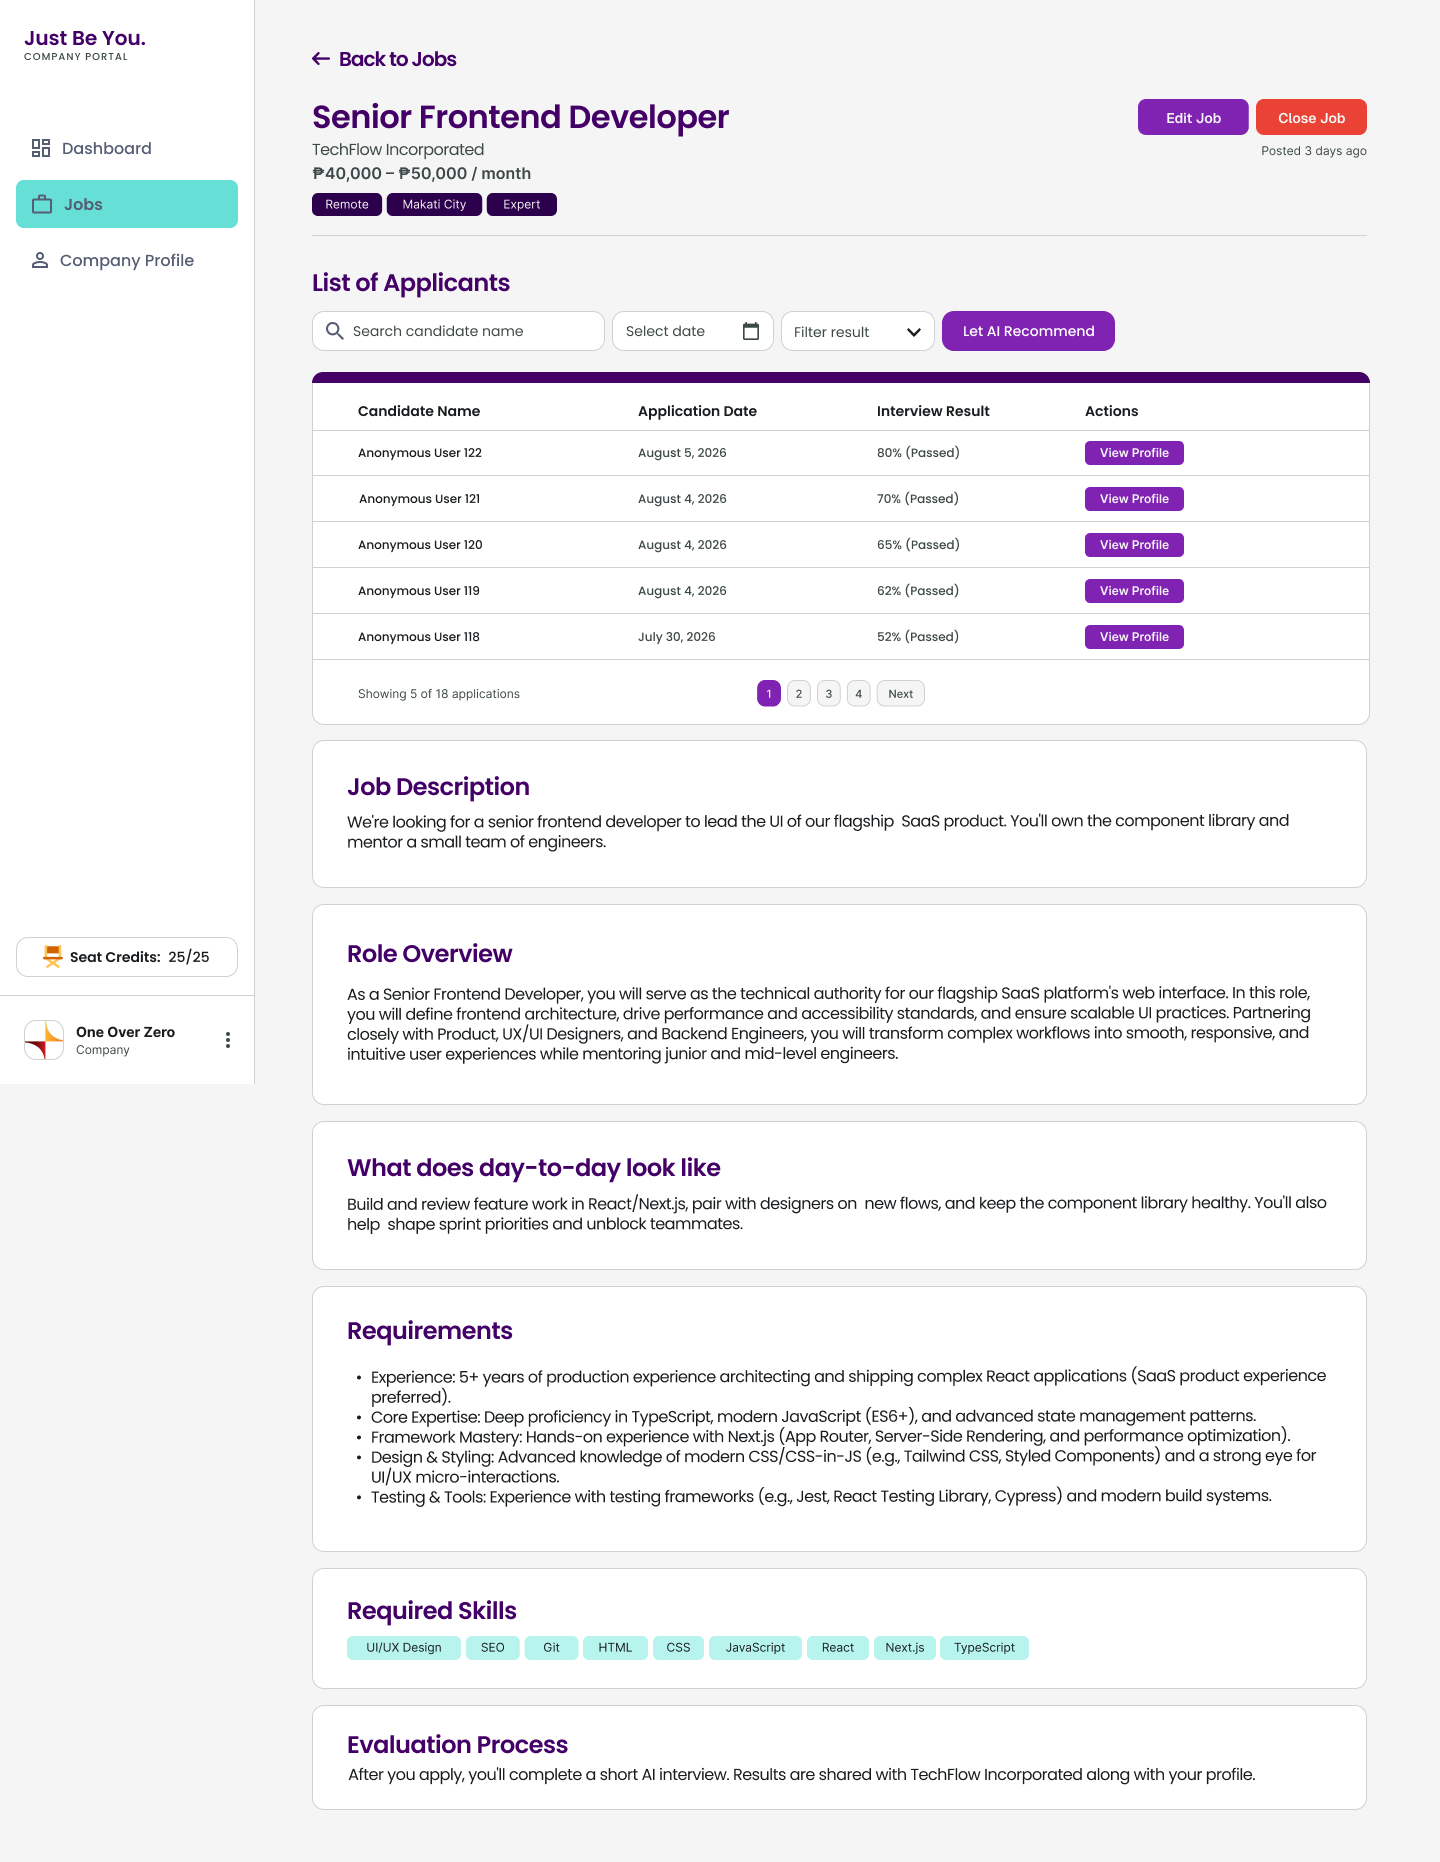 Just Be You.
COMPANY PORTAL
Dashboard
Jobs
Company Profile
Seat Credits: 25/25
One Over Zero
Company
Back to Jobs
Senior Frontend Developer
TechFlow Incorporated
₱40,000 – ₱50,000 / month
Remote Makati City Expert
Edit Job Close Job
Posted 3 days ago
List of Applicants
Search candidate name Select date Filter result Let AI Recommend
Candidate Name Application Date Interview Result Actions
Anonymous User 122 August 5, 2026 80% (Passed) View Profile
Anonymous User 121 August 4, 2026 70% (Passed) View Profile
Anonymous User 120 August 4, 2026 65% (Passed) View Profile
Anonymous User 119 August 4, 2026 62% (Passed) View Profile
Anonymous User 118 July 30, 2026 52% (Passed) View Profile
Showing 5 of 18 applications 1 2 3 4 Next
Job Description
We're looking for a senior frontend developer to lead the UI of our flagship  SaaS product. You'll own the component library and
mentor a small team of engineers.
Role Overview
As a Senior Frontend Developer, you will serve as the technical authority for our flagship SaaS platform's web interface. In this role,
you will define frontend architecture, drive performance and accessibility standards, and ensure scalable UI practices. Partnering
closely with Product, UX/UI Designers, and Backend Engineers, you will transform complex workflows into smooth, responsive, and
intuitive user experiences while mentoring junior and mid-level engineers.
What does day-to-day look like
Build and review feature work in React/Next.js, pair with designers on  new flows, and keep the component library healthy. You'll also
help  shape sprint priorities and unblock teammates.
Requirements
• Experience: 5+ years of production experience architecting and shipping complex React applications (SaaS product experience
preferred).
• Core Expertise: Deep proficiency in TypeScript, modern JavaScript (ES6+), and advanced state management patterns.
• Framework Mastery: Hands-on experience with Next.js (App Router, Server-Side Rendering, and performance optimization).
• Design & Styling: Advanced knowledge of modern CSS/CSS-in-JS (e.g., Tailwind CSS, Styled Components) and a strong eye for
UI/UX micro-interactions.
• Testing & Tools: Experience with testing frameworks (e.g., Jest, React Testing Library, Cypress) and modern build systems.
Required Skills
UI/UX Design SEO Git HTML CSS JavaScript React Next.js TypeScript
Evaluation Process
After you apply, you'll complete a short AI interview. Results are shared with TechFlow Incorporated along with your profile.